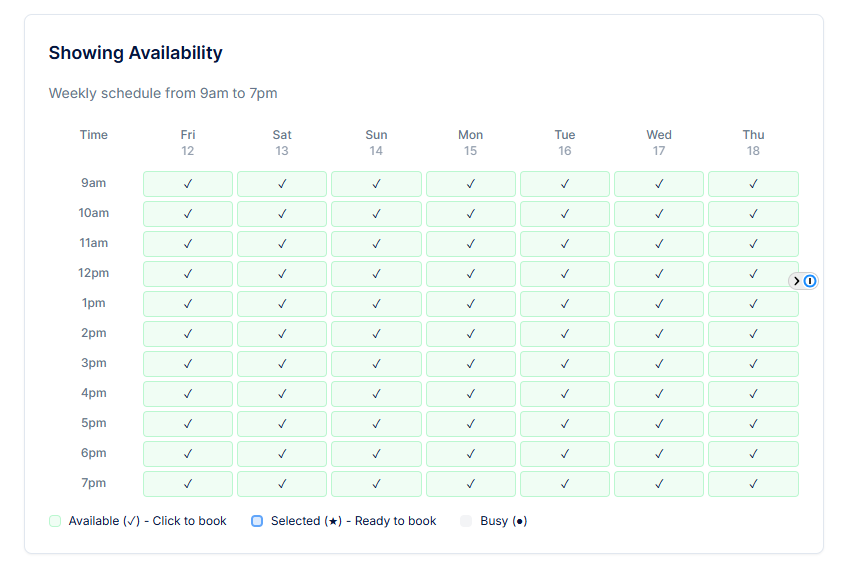 Showing Availability
Weekly schedule from 9am to 7pm
Time Fri Sat Sun Mon Tue Wed Thu
12 13 14 15 16 17 18
9am ✓ ✓ ✓ ✓ ✓ ✓ ✓
10am ✓ ✓ ✓ ✓ ✓ ✓ ✓
11am ✓ ✓ ✓ ✓ ✓ ✓ ✓
12pm ✓ ✓ ✓ ✓ ✓ ✓ ✓
1pm ✓ ✓ ✓ ✓ ✓ ✓ ✓
2pm ✓ ✓ ✓ ✓ ✓ ✓ ✓
3pm ✓ ✓ ✓ ✓ ✓ ✓ ✓
4pm ✓ ✓ ✓ ✓ ✓ ✓ ✓
5pm ✓ ✓ ✓ ✓ ✓ ✓ ✓
6pm ✓ ✓ ✓ ✓ ✓ ✓ ✓
7pm ✓ ✓ ✓ ✓ ✓ ✓ ✓
Available (✓) - Click to book Selected (★) - Ready to book Busy (●)